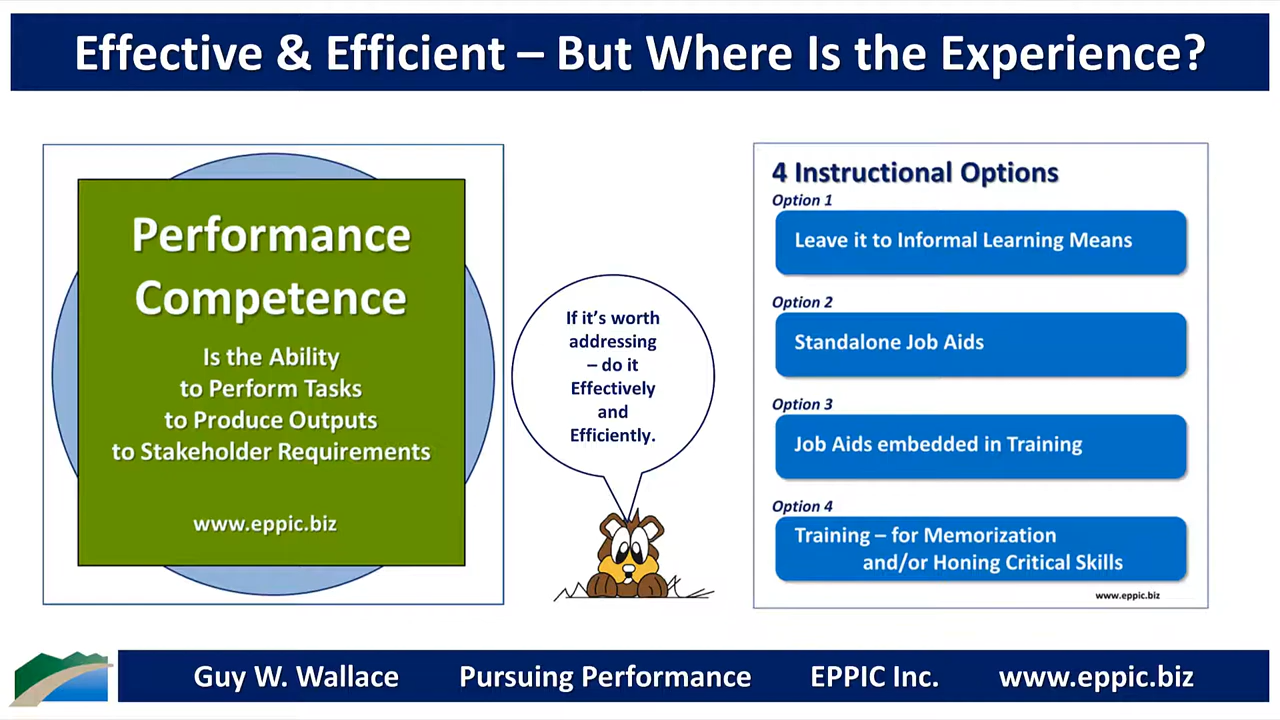 Effective & Efficient – But Where Is the Experience?
Performance
Competence
Is the Ability
to Perform Tasks
to Produce Outputs
to Stakeholder Requirements
www.eppic.biz
If it’s worth
addressing
– do it
Effectively
and
Efficiently.
4 Instructional Options
Option 1
Leave it to Informal Learning Means
Option 2
Standalone Job Aids
Option 3
Job Aids embedded in Training
Option 4
Training – for Memorization
and/or Honing Critical Skills
www.eppic.biz
Guy W. Wallace Pursuing Performance EPPIC Inc. www.eppic.biz